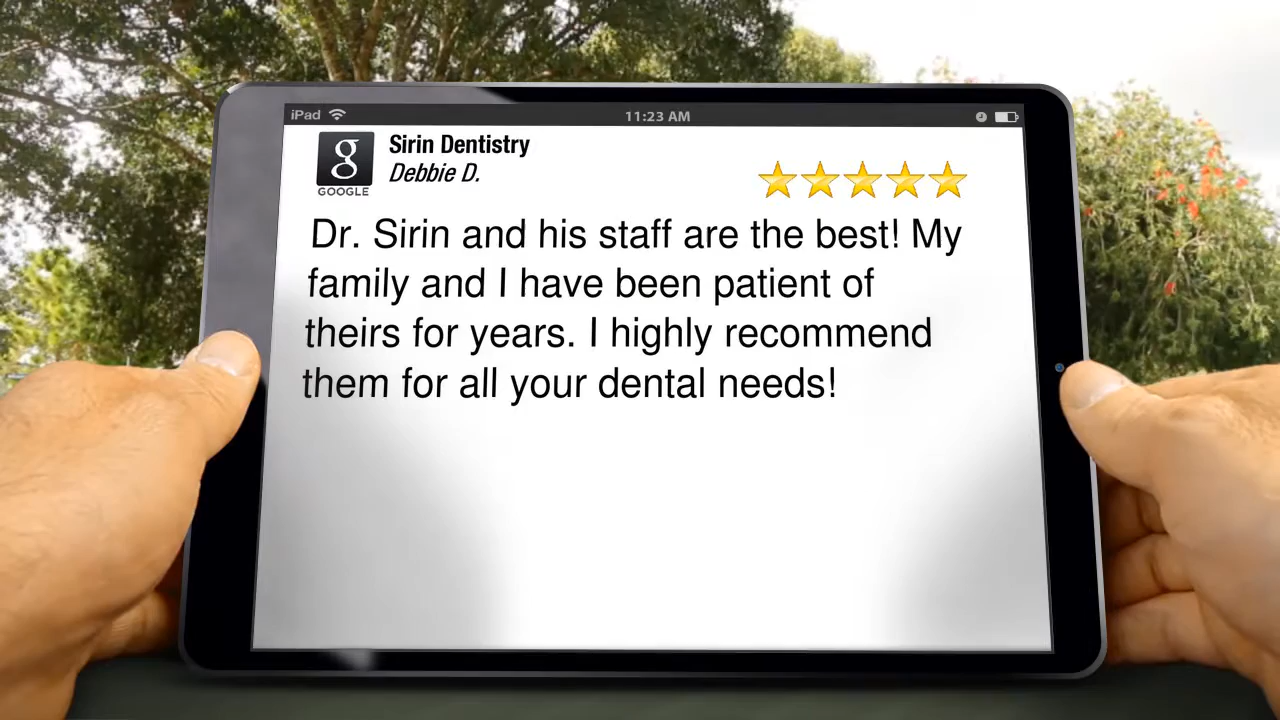 iPad 11:23 AM
g
GOOGLE
Sirin Dentistry
Debbie D.
Dr. Sirin and his staff are the best! My
family and I have been patient of
theirs for years. I highly recommend
them for all your dental needs!